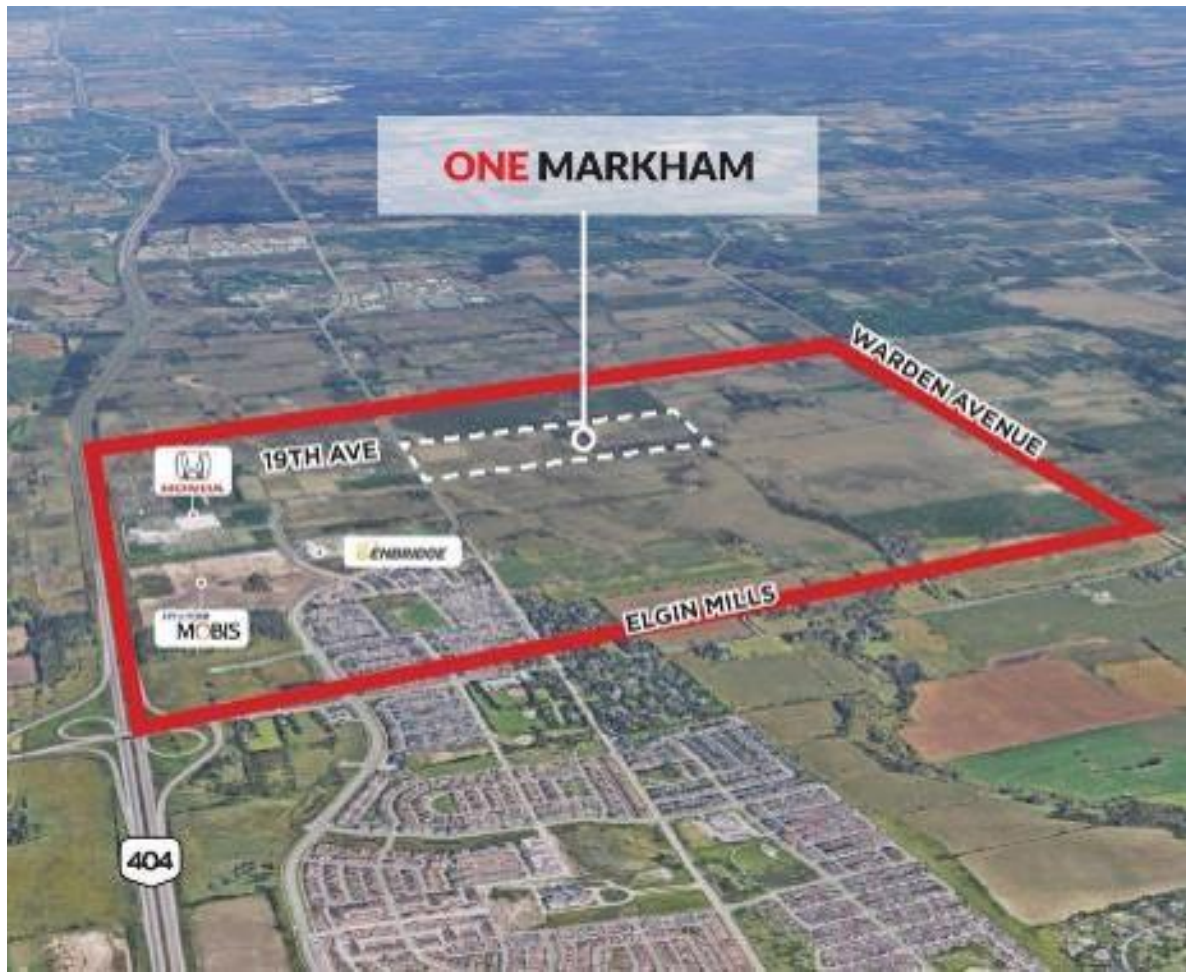 ONE MARKHAM
WARDEN AVENUE
19TH AVE
HONDA
ENBRIDGE
MOBIS
ELGIN MILLS
404